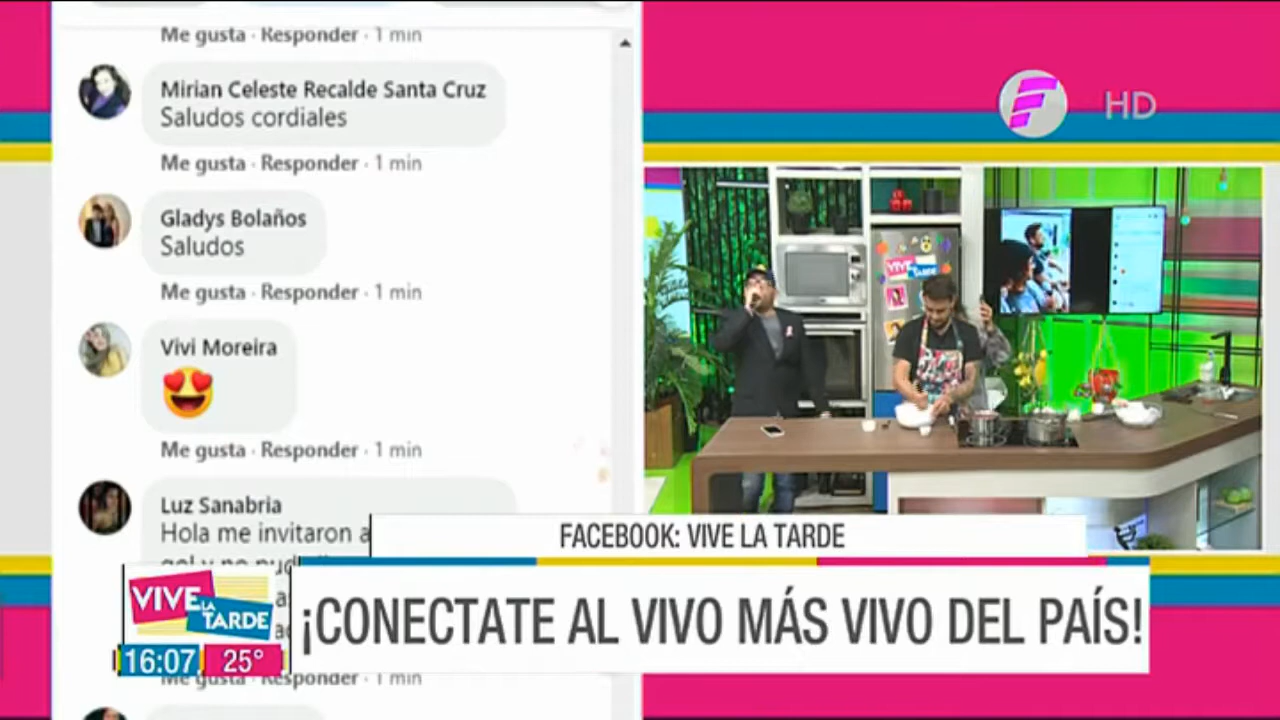 Me gusta · Responder · 1 min
Mirian Celeste Recalde Santa Cruz
Saludos cordiales
Me gusta · Responder · 1 min
Gladys Bolaños
Saludos
Me gusta · Responder · 1 min
Vivi Moreira
Me gusta · Responder · 1 min
Luz Sanabria
Hola me invitaron a
Me gusta · Responder · 1 min
HD
VIVE LA TARDE
FACEBOOK: VIVE LA TARDE
VIVE LA TARDE
¡CONECTATE AL VIVO MÁS VIVO DEL PAÍS!
16:07 25°